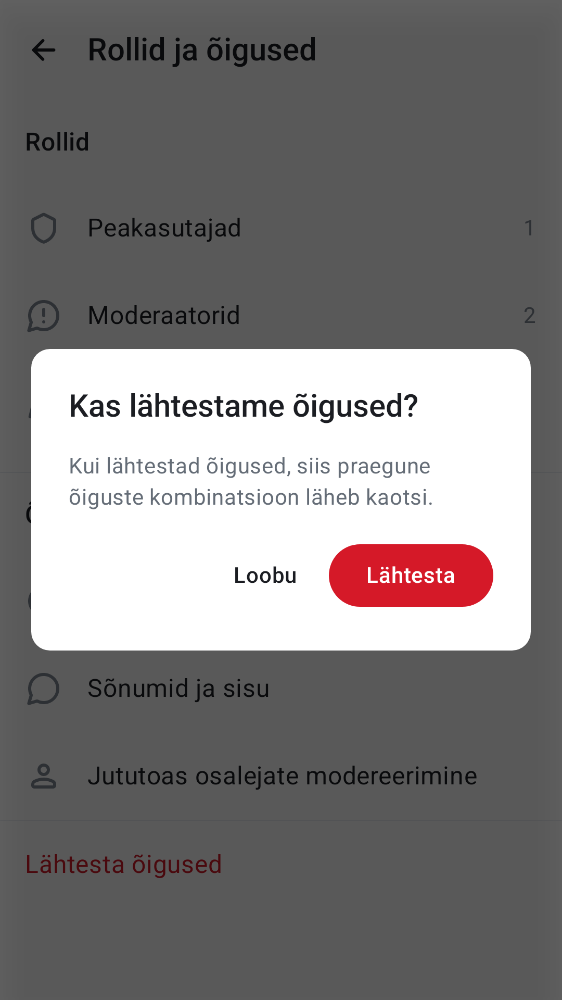 Rollid ja õigused
Rollid
Peakasutajad 1
Moderaatorid 2
Kas lähtestame õigused?
Kui lähtestad õigused, siis praegune
õiguste kombinatsioon läheb kaotsi.
Loobu Lähtesta
Sõnumid ja sisu
Jututoas osalejate modereerimine
Lähtesta õigused